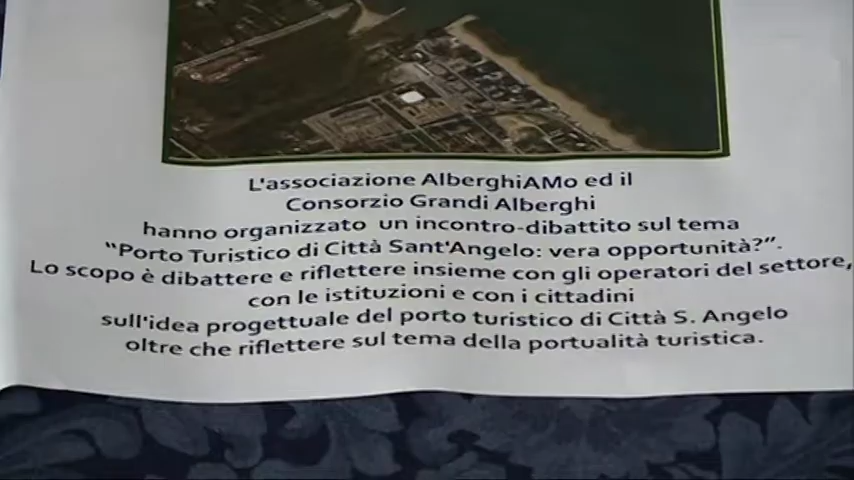 L'associazione AlberghiAMo ed il
Consorzio Grandi Alberghi
hanno organizzato un incontro-dibattito sul tema
“Porto Turistico di Città Sant'Angelo: vera opportunità?”.
Lo scopo è dibattere e riflettere insieme con gli operatori del settore,
con le istituzioni e con i cittadini
sull'idea progettuale del porto turistico di Città S. Angelo
oltre che riflettere sul tema della portualità turistica.